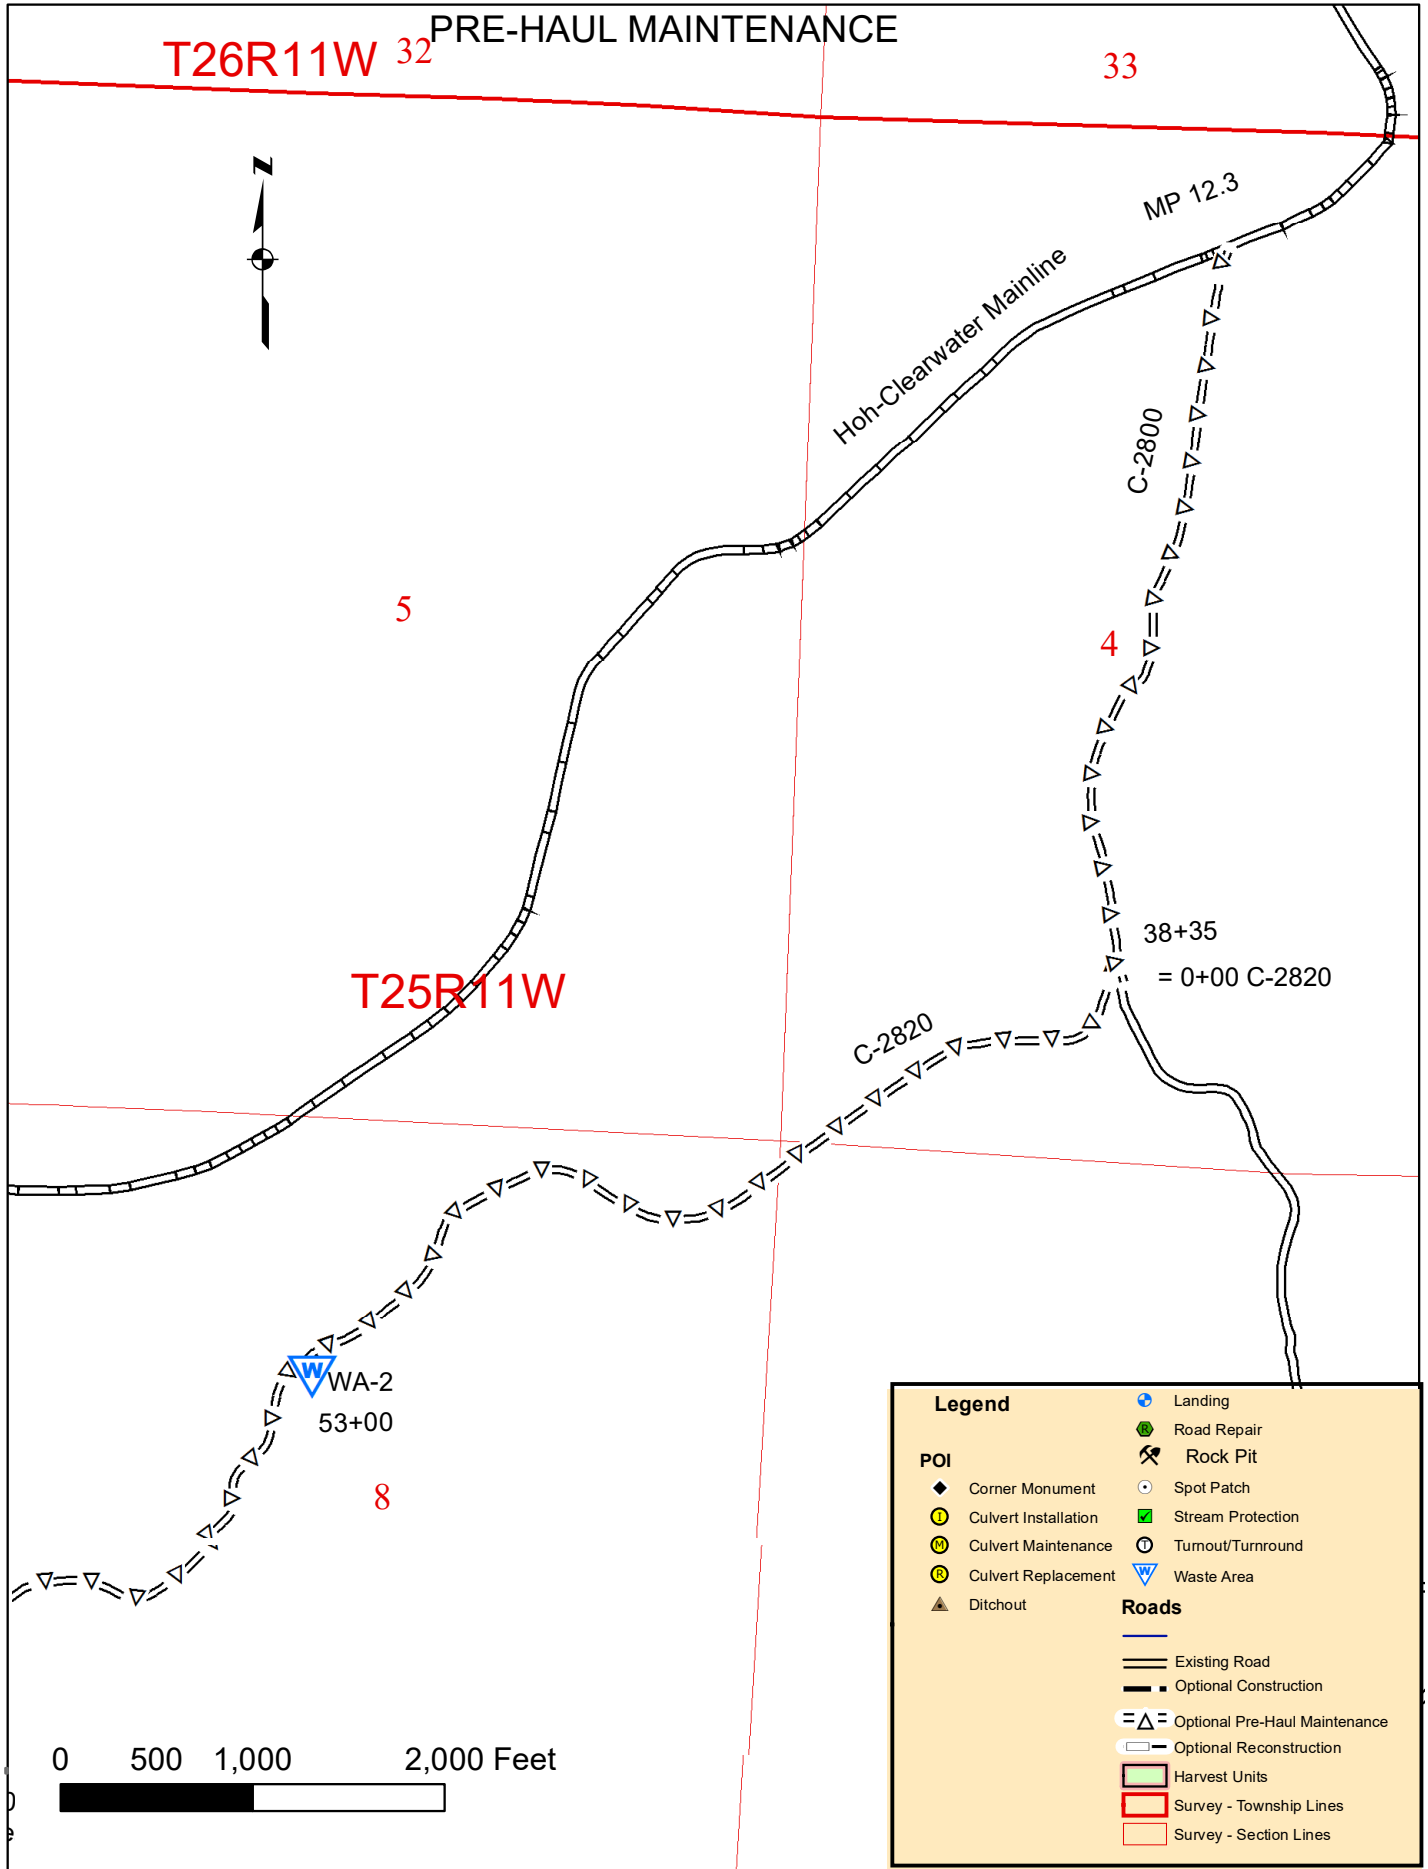 PRE-HAUL MAINTENANCE
T26R11W 32
33
N
MP 12.3
Hoh-Clearwater Mainline
C-2800
5
4
38+35
= 0+00 C-2820
T25R11W
C-2820
W
WA-2
53+00
8
0 500 1,000 2,000 Feet
Legend
POI
Corner Monument
I Culvert Installation
M Culvert Maintenance
R Culvert Replacement
Ditchout
Landing
R Road Repair
Rock Pit
Spot Patch
Stream Protection
T Turnout/Turnround
W Waste Area
Roads
Existing Road
Optional Construction
Optional Pre-Haul Maintenance
Optional Reconstruction
Harvest Units
Survey - Township Lines
Survey - Section Lines